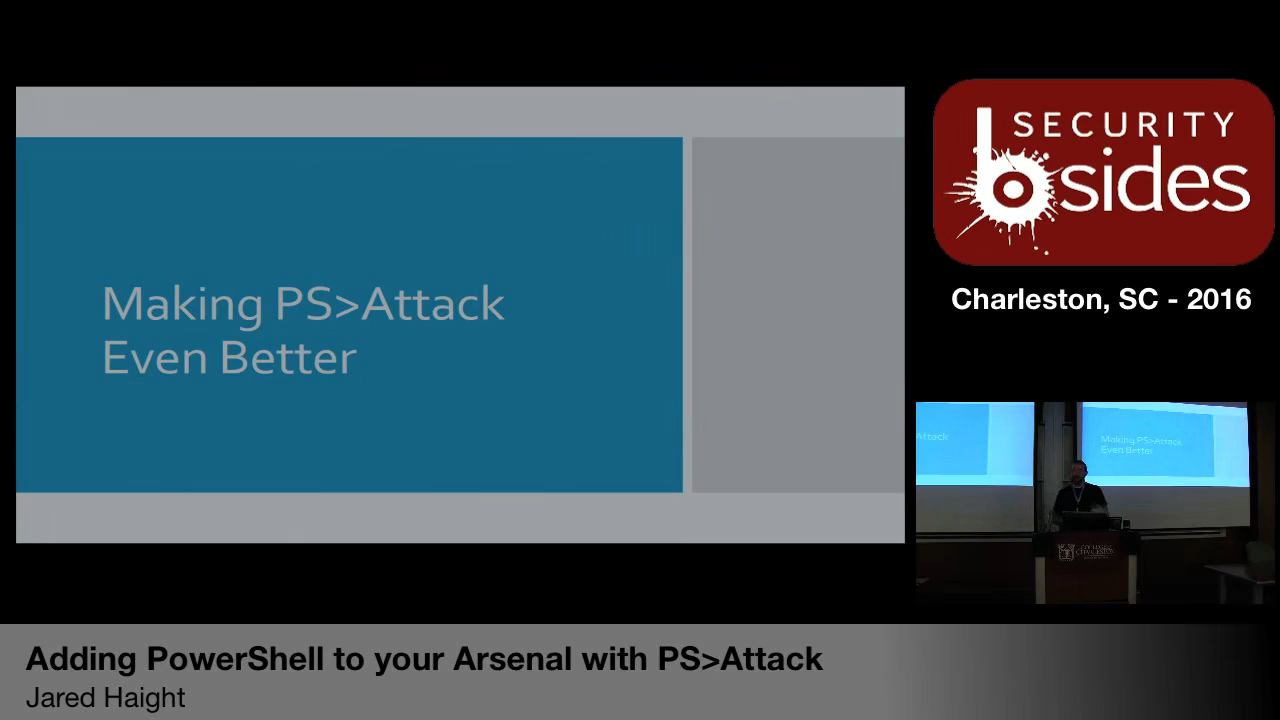 Making PS>Attack
Even Better
SECURITY
bsides
Charleston, SC - 2016
Attack
Making PS>Attack
Even Better
Adding PowerShell to your Arsenal with PS>Attack
Jared Haight